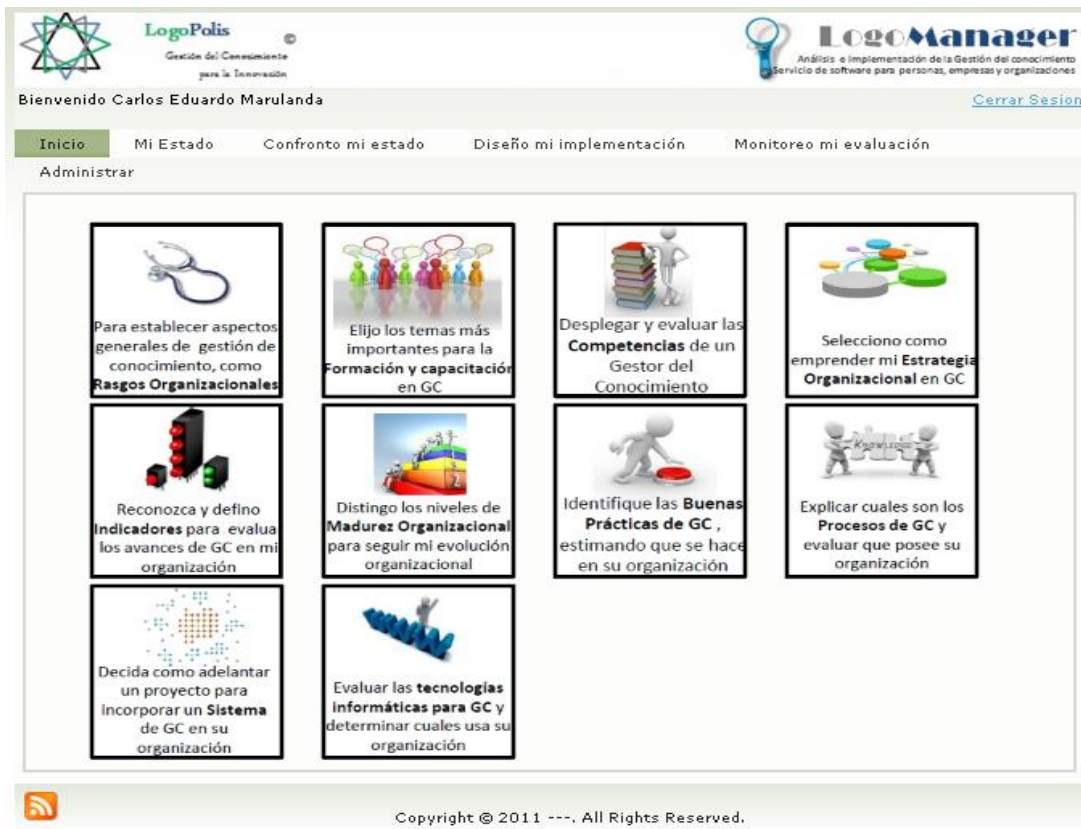 LogoPolis ©
Gestión del Conocimiento
para la Innovación
LogoManager
Análisis e Implementación de la Gestión del conocimiento
Servicio de software para personas, empresas y organizaciones
Bienvenido Carlos Eduardo Marulanda
Cerrar Sesion
Inicio Mi Estado Confronto mi estado Diseño mi implementación Monitoreo mi evaluación
Administrar
Para establecer aspectos
generales de gestión de
conocimiento, como
Rasgos Organizacionales
Elijo los temas más
importantes para la
Formación y capacitación
en GC
Desplegar y evaluar las
Competencias de un
Gestor del
Conocimiento
Selecciono como
emprender mi Estrategia
Organizacional en GC
Reconozca y defino
Indicadores para evalua
los avances de GC en mi
organización
Distingo los niveles de
Madurez Organizacional
para seguir mi evolución
organizacional
Identifique las Buenas
Prácticas de GC ,
estimando que se hace
en su organización
KNOWLEDGE
Explicar cuales son los
Procesos de GC y
evaluar que posee su
organización
Decida como adelantar
un proyecto para
incorporar un Sistema
de GC en su
organización
Evaluar las tecnologías
informáticas para GC y
determinar cuales usa su
organización
Copyright © 2011 ---. All Rights Reserved.